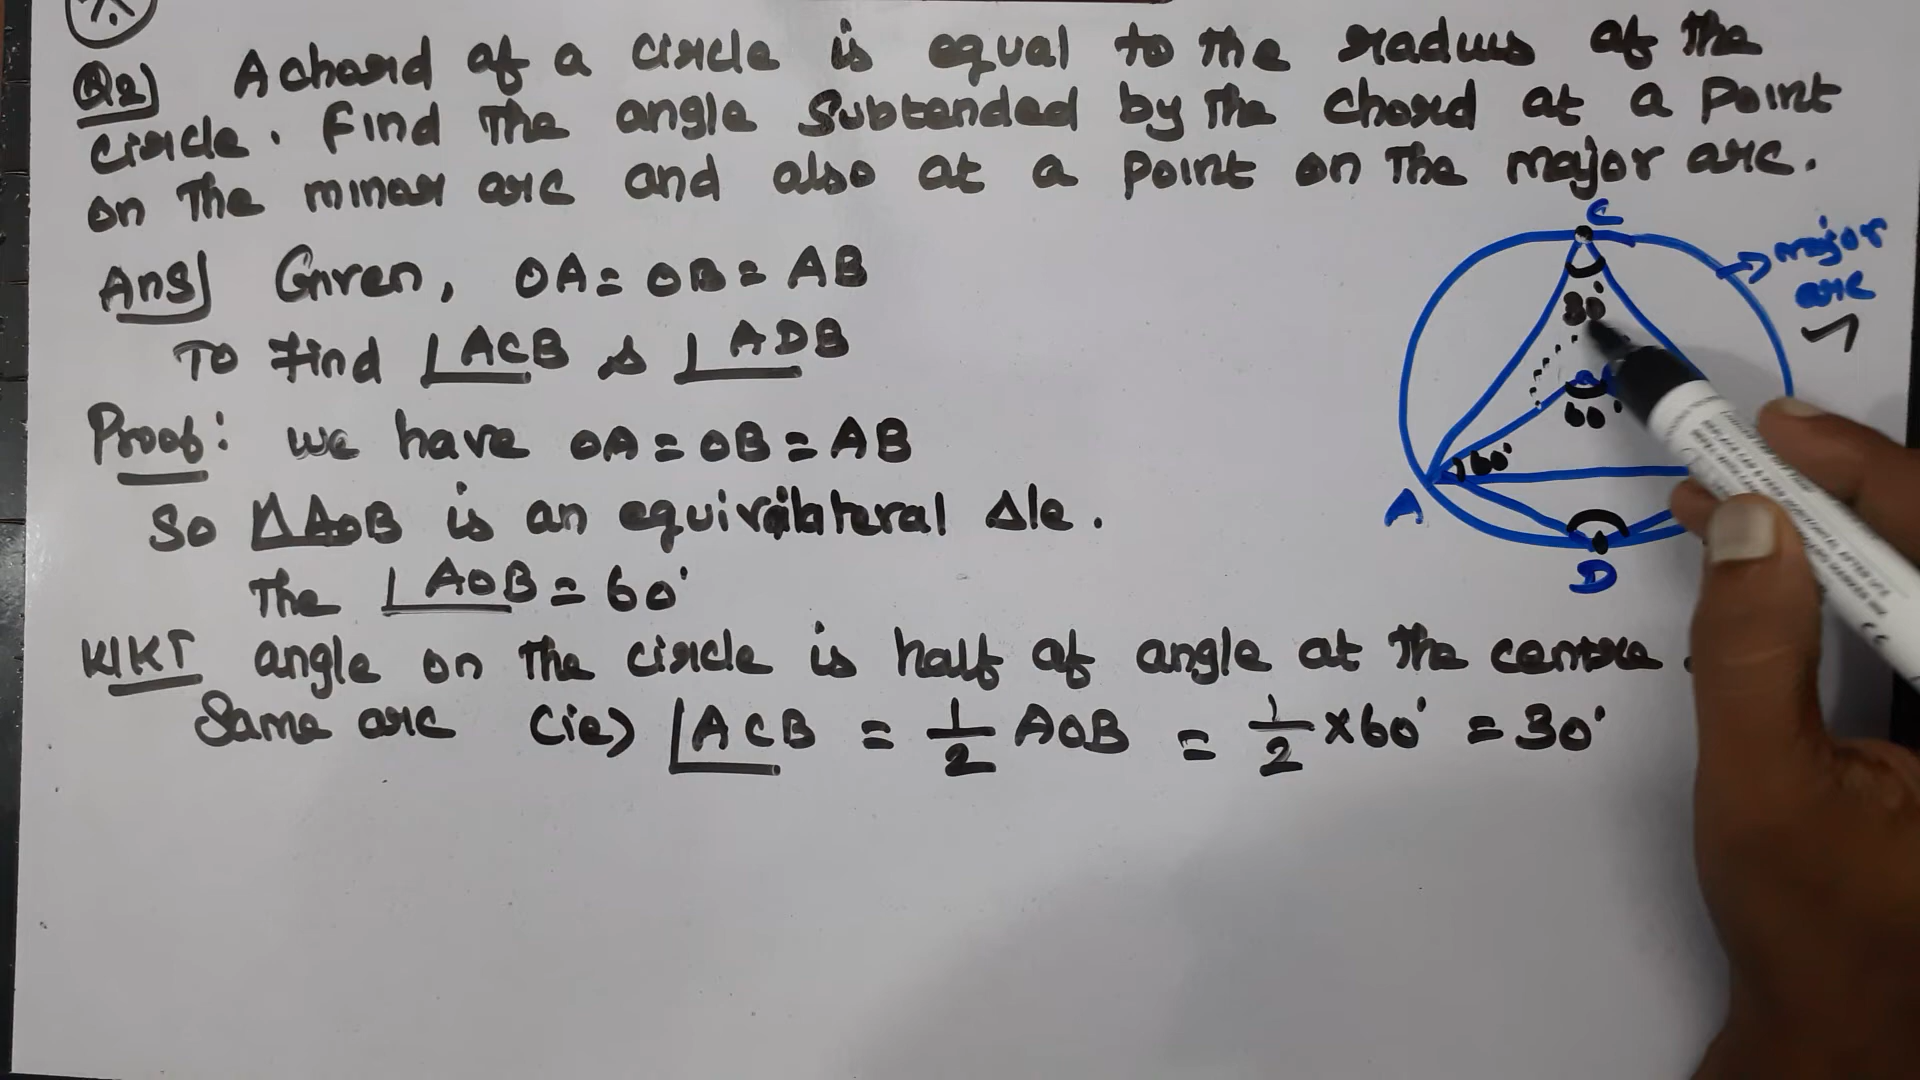 Q2) A chord of a circle is equal to the radius of the
circle. Find the angle subtended by the chord at a point
on the minor arc and also at a point on the major arc.
Ans] Given, OA = OB = AB
To find ∠ACB & ∠ADB
Proof: we have OA = OB = AB
So ΔAOB is an equivrilateral Δle.
The ∠AOB = 60°
WKT angle on the circle is half of angle at the centre.
Same arc (ie) ∠ACB = 1/2 AOB = 1/2 × 60° = 30°
C
major
arc
30°
60°
60°
A
D